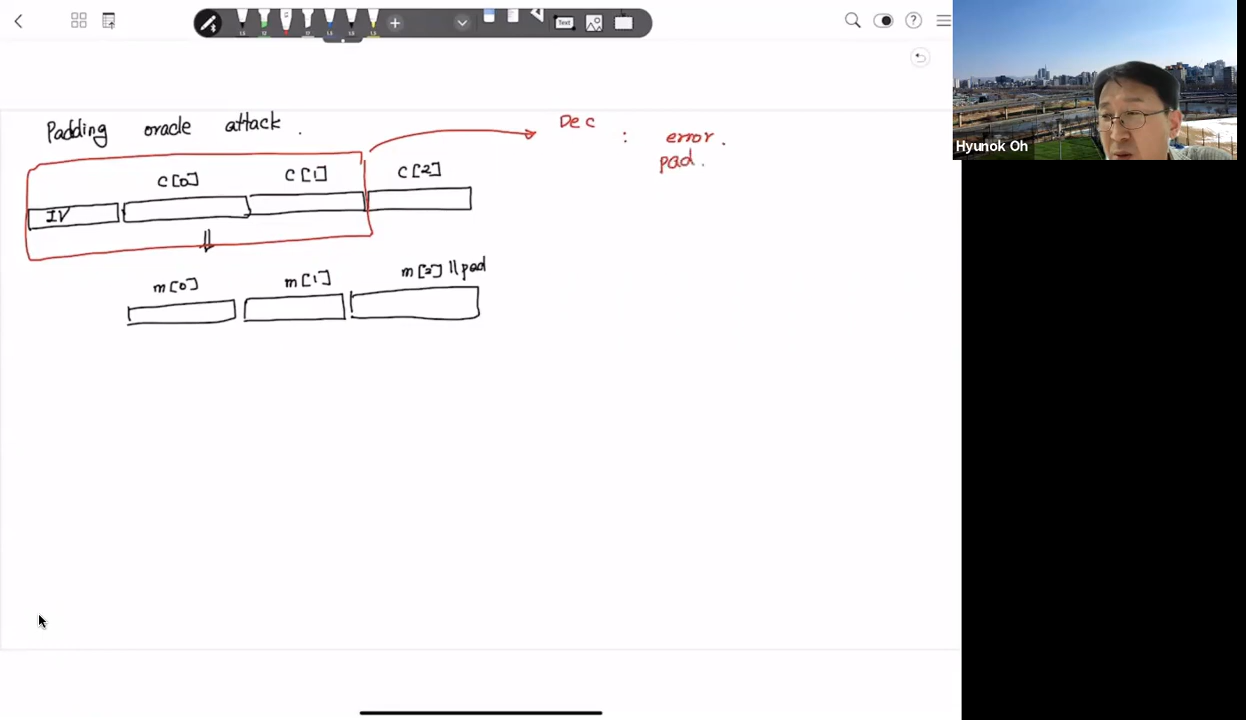 Text
Padding oracle attack.
Dec
: error.
pad.
C[0] C[1] C[2]
IV
m[0] m[1] m[2] || pad
Hyunok Oh